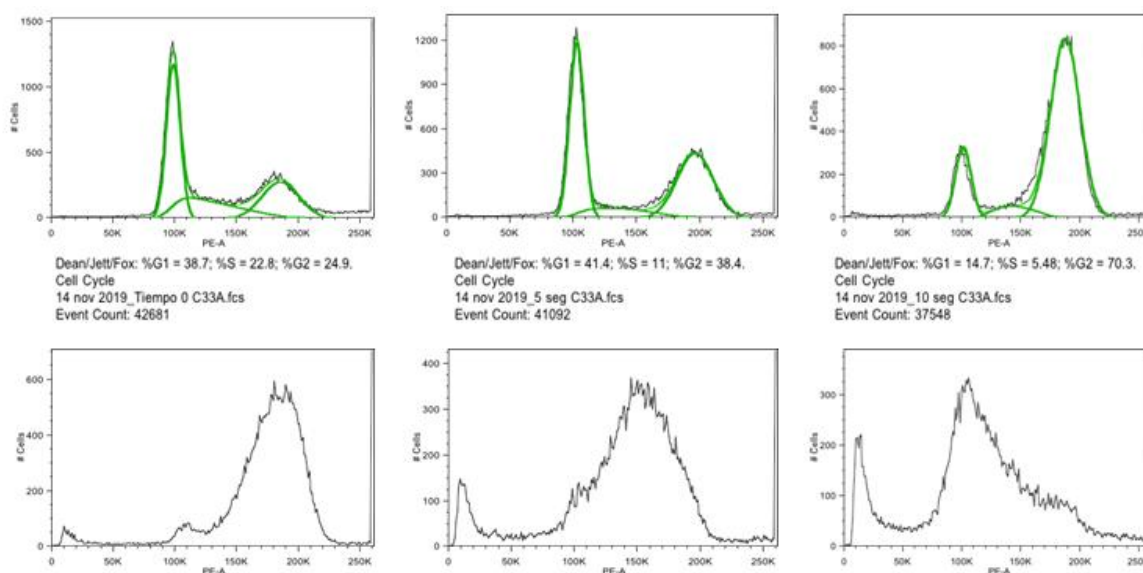 1500
1000
500
0
# Cells
0 50K 100K 150K 200K 250K
PE-A
Dean/Jett/Fox: %G1 = 38.7; %S = 22.8; %G2 = 24.9.
Cell Cycle
14 nov 2019_Tiempo 0 C33A.fcs
Event Count: 42681
1200
900
600
300
0
# Cells
0 50K 100K 150K 200K 250K
PE-A
Dean/Jett/Fox: %G1 = 41.4; %S = 11; %G2 = 38.4.
Cell Cycle
14 nov 2019_5 seg C33A.fcs
Event Count: 41092
800
600
400
200
0
# Cells
0 50K 100K 150K 200K 250K
PE-A
Dean/Jett/Fox: %G1 = 14.7; %S = 5.48; %G2 = 70.3.
Cell Cycle
14 nov 2019_10 seg C33A.fcs
Event Count: 37548
600
400
200
0
# Cells
0 50K 100K 150K 200K 250K
PE-A
400
300
200
100
0
# Cells
0 50K 100K 150K 200K 250K
PE-A
300
200
100
0
# Cells
0 50K 100K 150K 200K 250K
PE-A